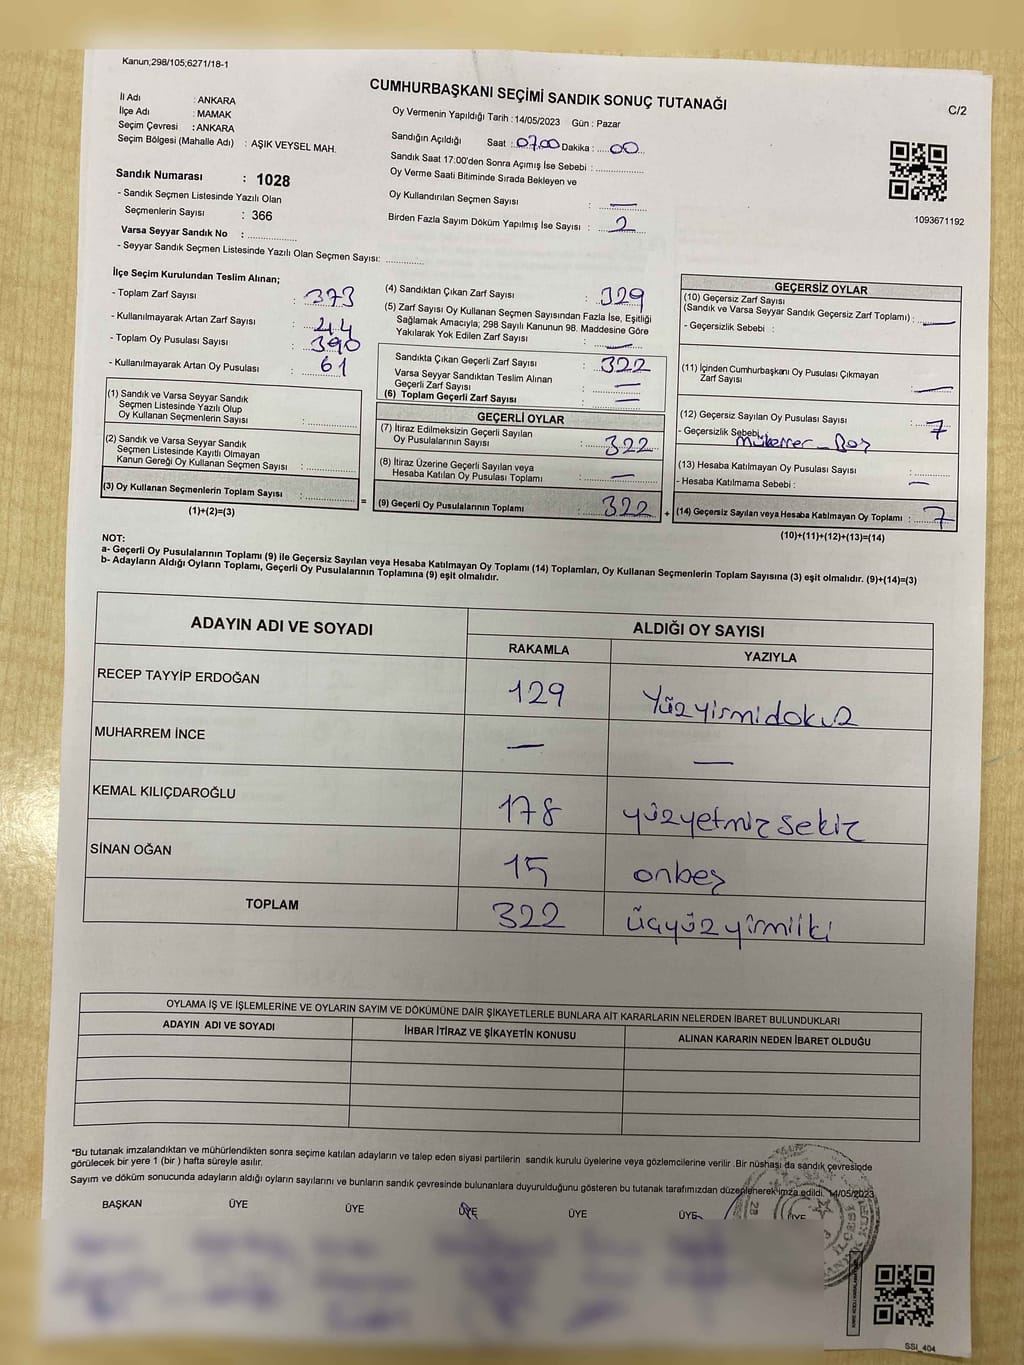 Kanun;298/105;6271/18-1
CUMHURBAŞKANI SEÇİMİ SANDIK SONUÇ TUTANAĞI
C/2
İl Adı : ANKARA
İlçe Adı : MAMAK
Seçim Çevresi : ANKARA
Seçim Bölgesi (Mahalle Adı) : AŞIK VEYSEL MAH.
Oy Vermenin Yapıldığı Tarih : 14/05/2023 Gün : Pazar
Sandığın Açıldığı Saat : 07.00 Dakika : 00
Sandık Saat 17:00'den Sonra Açımış İse Sebebi :
Oy Verme Saati Bitiminde Sırada Bekleyen ve
Oy Kullandırılan Seçmen Sayısı : —
Birden Fazla Sayım Döküm Yapılmış İse Sayısı : 2
1093671192
Sandık Numarası : 1028
- Sandık Seçmen Listesinde Yazılı Olan
Seçmenlerin Sayısı : 366
Varsa Seyyar Sandık No :
- Seyyar Sandık Seçmen Listesinde Yazılı Olan Seçmen Sayısı:
İlçe Seçim Kurulundan Teslim Alınan;
- Toplam Zarf Sayısı : 373
- Kullanılmayarak Artan Zarf Sayısı : 44
- Toplam Oy Pusulası Sayısı : 390
- Kullanılmayarak Artan Oy Pusulası : 61
(1) Sandık ve Varsa Seyyar Sandık
Seçmen Listesinde Yazılı Olup
Oy Kullanan Seçmenlerin Sayısı :
(2) Sandık ve Varsa Seyyar Sandık
Seçmen Listesinde Kayıtlı Olmayan
Kanun Gereği Oy Kullanan Seçmen Sayısı :
(3) Oy Kullanan Seçmenlerin Toplam Sayısı :
(1)+(2)=(3)
=
(4) Sandıktan Çıkan Zarf Sayısı : 329
(5) Zarf Sayısı Oy Kullanan Seçmen Sayısından Fazla İse, Eşitliği
Sağlamak Amacıyla; 298 Sayılı Kanunun 98. Maddesine Göre
Yakılarak Yok Edilen Zarf Sayısı : —
Sandıkta Çıkan Geçerli Zarf Sayısı : 322
Varsa Seyyar Sandıktan Teslim Alınan
Geçerli Zarf Sayısı : —
(6) Toplam Geçerli Zarf Sayısı : —
GEÇERLİ OYLAR
(7) İtiraz Edilmeksizin Geçerli Sayılan
Oy Pusulalarının Sayısı : 322
(8) İtiraz Üzerine Geçerli Sayılan veya
Hesaba Katılan Oy Pusulası Toplamı : —
(9) Geçerli Oy Pusulalarının Toplamı : 322
+
GEÇERSİZ OYLAR
(10) Geçersiz Zarf Sayısı
(Sandık ve Varsa Seyyar Sandık Geçersiz Zarf Toplamı) : —
- Geçersizlik Sebebi :
(11) İçinden Cumhurbaşkanı Oy Pusulası Çıkmayan
Zarf Sayısı : —
(12) Geçersiz Sayılan Oy Pusulası Sayısı : 7
- Geçersizlik Sebebi: mükerrer - Boş
(13) Hesaba Katılmayan Oy Pusulası Sayısı :
- Hesaba Katılmama Sebebi : —
(14) Geçersiz Sayılan veya Hesaba Katılmayan Oy Toplamı : 7
(10)+(11)+(12)+(13)=(14)
NOT:
a- Geçerli Oy Pusulalarının Toplamı (9) ile Geçersiz Sayılan veya Hesaba Katılmayan Oy Toplamı (14) Toplamları, Oy Kullanan Seçmenlerin Toplam Sayısına (3) eşit olmalıdır. (9)+(14)=(3)
b- Adayların Aldığı Oyların Toplamı, Geçerli Oy Pusulalarının Toplamına (9) eşit olmalıdır.
ADAYIN ADI VE SOYADI
ALDIĞI OY SAYISI
RAKAMLA YAZIYLA
RECEP TAYYİP ERDOĞAN 129 Yüzyirmidokuz
MUHARREM İNCE — —
KEMAL KILIÇDAROĞLU 178 yüzyetmişsekiz
SİNAN OĞAN 15 onbeş
TOPLAM 322 üçyüzyirmiiki
OYLAMA İŞ VE İŞLEMLERİNE VE OYLARIN SAYIM VE DÖKÜMÜNE DAİR ŞİKAYETLERLE BUNLARA AİT KARARLARIN NELERDEN İBARET BULUNDUKLARI
ADAYIN ADI VE SOYADI İHBAR İTİRAZ VE ŞİKAYETİN KONUSU ALINAN KARARIN NEDEN İBARET OLDUĞU
*Bu tutanak imzalandıktan ve mühürlendikten sonra seçime katılan adayların ve talep eden siyasi partilerin sandık kurulu üyelerine veya gözlemcilerine verilir .Bir nüshası da sandık çevresinde
görülecek bir yere 1 (bir ) hafta süreyle asılır.
Sayım ve döküm sonucunda adayların aldığı oyların sayılarını ve bunların sandık çevresinde bulunanlara duyurulduğunu gösteren bu tutanak tarafımızdan düzenlenerek imza edildi. 14/05/2023
BAŞKAN ÜYE ÜYE ÜYE ÜYE ÜYE ÜYE
SSI_404